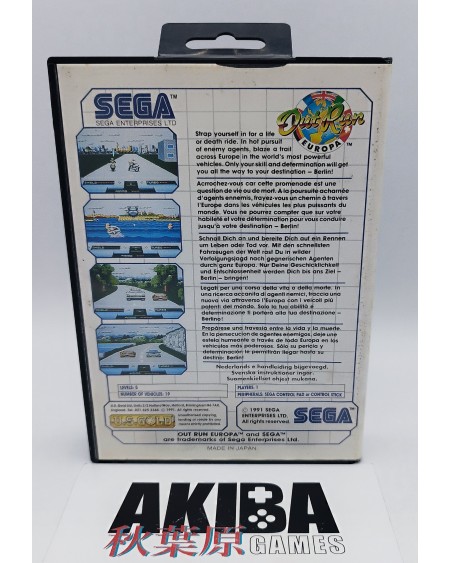 SEGA™
SEGA ENTERPRISES LTD
Out Run
EUROPA™
Strap yourself in for a life
or death ride. In hot pursuit
of enemy agents, blaze a trail
across Europe in the world's most powerful
vehicles. Only your skill and determination will get
you all the way to your destination — Berlin!
Accrochez-vous car cette promenade est une
question de vie ou de mort. A la poursuite acharnée
d'agents ennemis, frayez-vous un chemin à travers
l'Europe dans les véhicules les plus puissants du
monde. Vous ne pourrez compter que sur votre
habileté et votre détermination pour vous conduire
jusqu'à votre destination — Berlin!
Schnall Dich an und bereite Dich auf ein Rennen
um Leben oder Tod vor. Mit den schnellsten
Fahrzeugen der Welt rast Du in wilder
Verfolgungsjagd nach gegnerischen Agenten
durch ganz Europa. Nur Deine Geschicklichkeit
und Entschlossenheit werden Dich bis ans Ziel —
Berlin — bringen!
Legati per una corsa della vita o della morte. In
una ricerca accanita di agenti nemici, traccia una
nuova via attraverso l'Europa con i veicoli più
potenti del mondo. Solo la tua abilità e
determinazione ti porterà alla tua destinazione —
Berlino!
Prepárese una travesía entre la vida y la muerte.
En la persecucion de agentes enemigos, deje una
estela humeante a través de todo Europa en los
vehículos más poderosos. Sólo su pericia y
determinación le permitirán llegar hasta su
destino: Berlin!
Nederlandse handleiding bijgevoegd.
Svenska instruktioner ingår.
Suomenkieliset ohjeet mukana.
LEVELS: 5
NUMBER OF VEHICLES:
PLAYERS: 1
PERIPHERALS: SEGA CONTROL PAD or CONTROL STICK
U.S. GOLD
© 1991 SEGA
ENTERPRISES LTD.
All rights reserved.
SEGA™
OUT RUN EUROPA™ and SEGA™
are trademarks of Sega Enterprises Ltd.
MADE IN JAPAN
AKIBA
秋葉原 GAMES